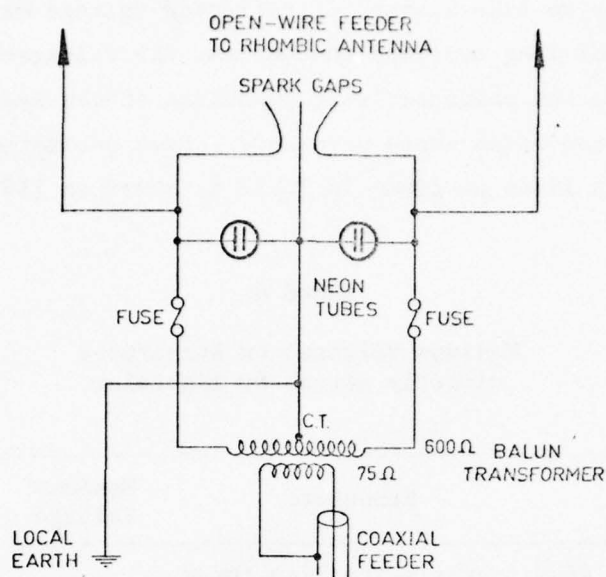 OPEN-WIRE FEEDER
TO RHOMBIC ANTENNA
SPARK GAPS
NEON
TUBES
FUSE
FUSE
C.T.
600Ω
BALUN
TRANSFORMER
75Ω
LOCAL
EARTH
COAXIAL
FEEDER